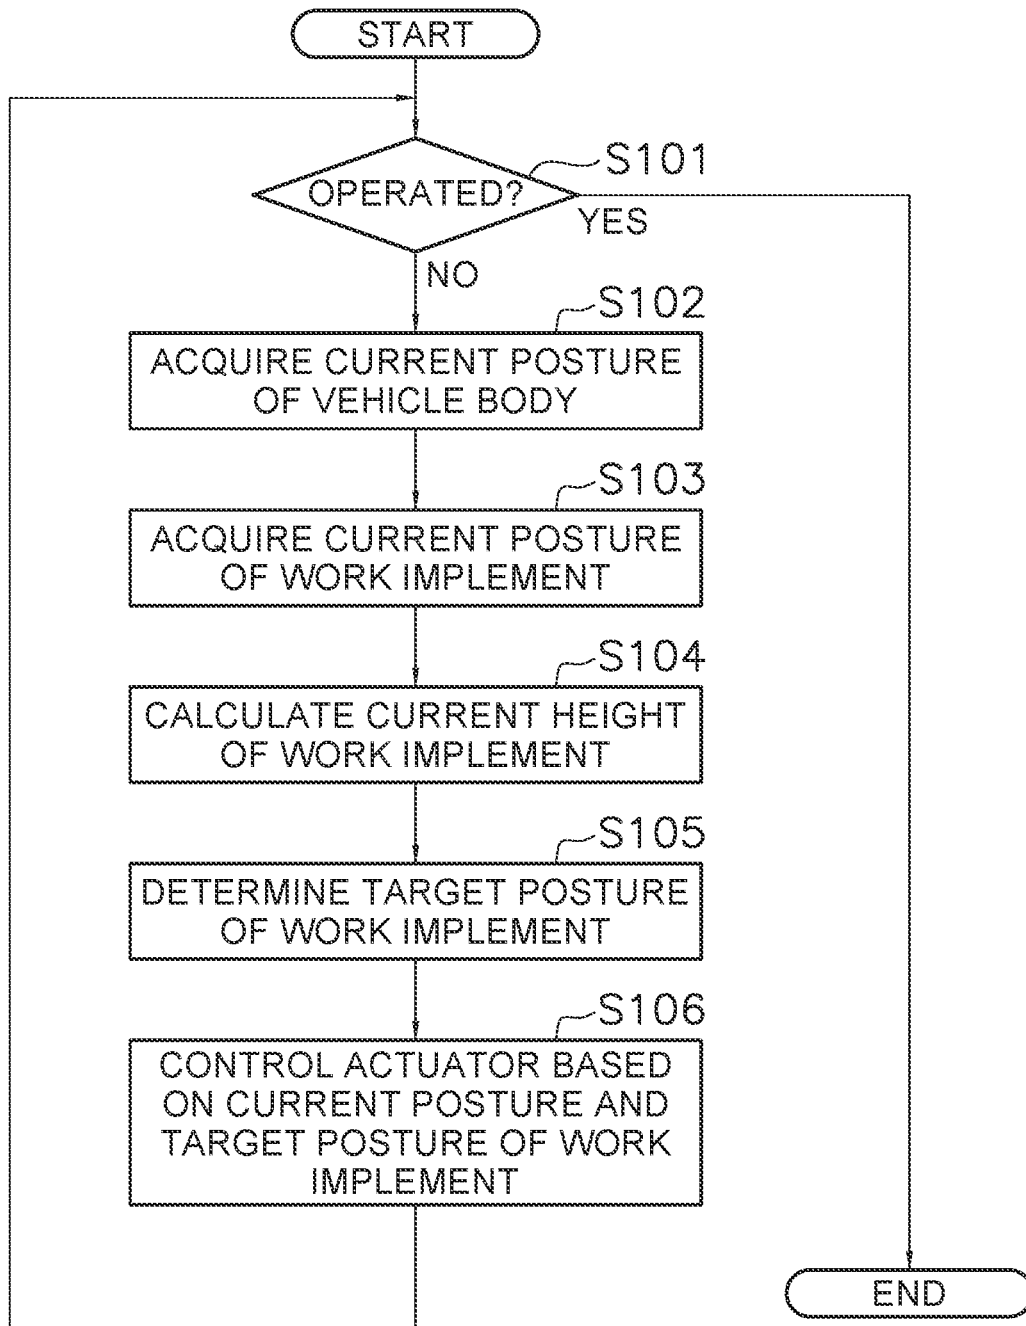 START
S101
OPERATED?
YES
NO
S102
ACQUIRE CURRENT POSTURE
OF VEHICLE BODY
S103
ACQUIRE CURRENT POSTURE
OF WORK IMPLEMENT
S104
CALCULATE CURRENT HEIGHT
OF WORK IMPLEMENT
S105
DETERMINE TARGET POSTURE
OF WORK IMPLEMENT
S106
CONTROL ACTUATOR BASED
ON CURRENT POSTURE AND
TARGET POSTURE OF WORK
IMPLEMENT
END